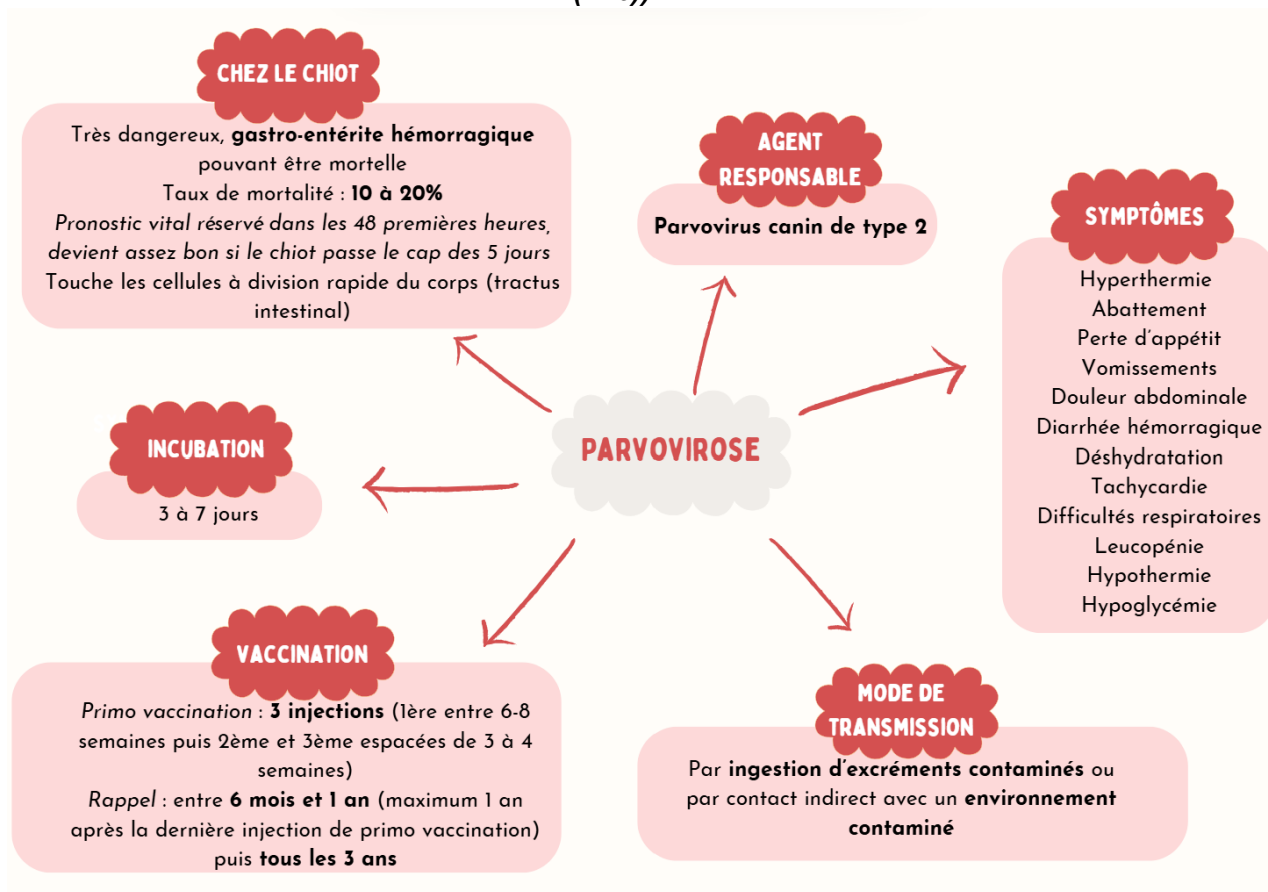 CHEZ LE CHIOT
Très dangereux, gastro-entérite hémorragique
pouvant être mortelle
Taux de mortalité : 10 à 20%
Pronostic vital réservé dans les 48 premières heures,
devient assez bon si le chiot passe le cap des 5 jours
Touche les cellules à division rapide du corps (tractus
intestinal)
AGENT
RESPONSABLE
Parvovirus canin de type 2
SYMPTÔMES
Hyperthermie
Abattement
Perte d'appétit
Vomissements
Douleur abdominale
Diarrhée hémorragique
Déshydratation
Tachycardie
Difficultés respiratoires
Leucopénie
Hypothermie
Hypoglycémie
PARVOVIROSE
INCUBATION
3 à 7 jours
VACCINATION
Primo vaccination : 3 injections (1ère entre 6-8
semaines puis 2ème et 3ème espacées de 3 à 4
semaines)
Rappel : entre 6 mois et 1 an (maximum 1 an
après la dernière injection de primo vaccination)
puis tous les 3 ans
MODE DE
TRANSMISSION
Par ingestion d'excréments contaminés ou
par contact indirect avec un environnement
contaminé